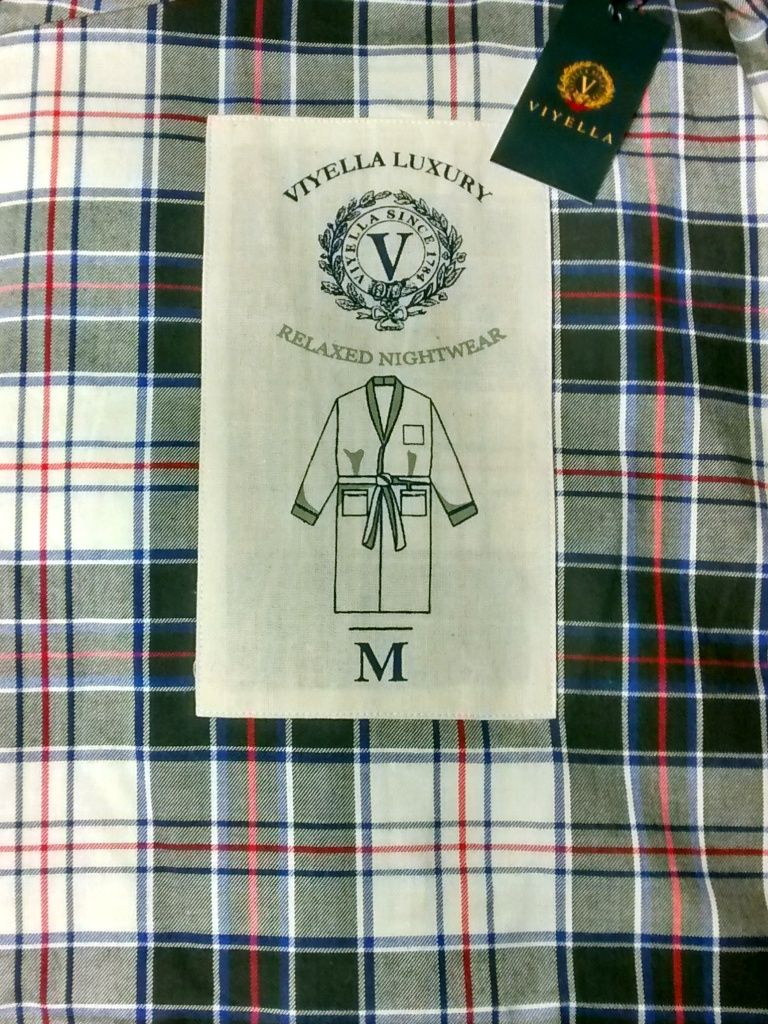 VIYELLA LUXURY
VIYELLA SINCE 1784
V
RELAXED NIGHTWEAR
M
V
VIYELLA